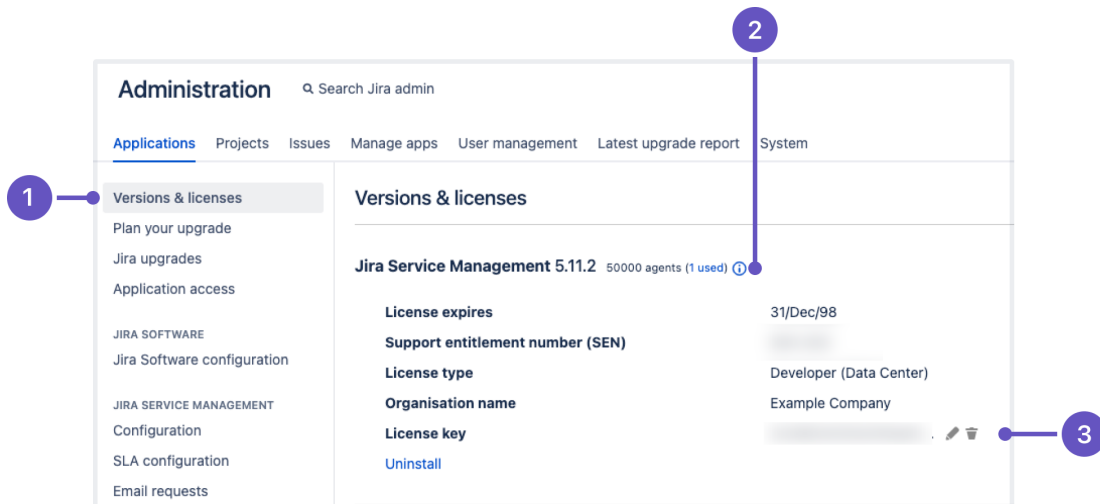 2
Administration Search Jira admin
Applications Projects Issues Manage apps User management Latest upgrade report System
1
Versions & licenses
Plan your upgrade
Jira upgrades
Application access
JIRA SOFTWARE
Jira Software configuration
JIRA SERVICE MANAGEMENT
Configuration
SLA configuration
Email requests
Versions & licenses
Jira Service Management 5.11.2 50000 agents (1 used)
License expires 31/Dec/98
Support entitlement number (SEN)
License type Developer (Data Center)
Organisation name Example Company
License key .
Uninstall
3